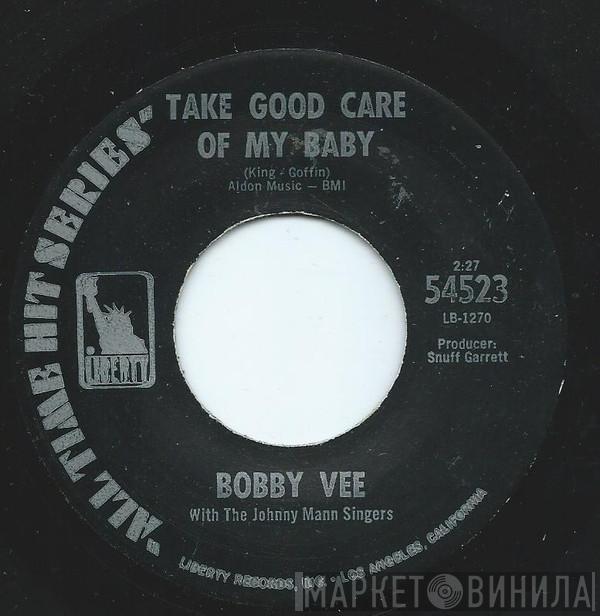 "ALL TIME HIT SERIES"
TAKE GOOD CARE
OF MY BABY
(King - Goffin)
Aldon Music — BMI
2:27
54523
LB-1270
Producer:
Snuff Garrett
LIBERTY
BOBBY VEE
With The Johnny Mann Singers
LIBERTY RECORDS, INC. · LOS ANGELES, CALIFORNIA
МАРКЕТ ВИНИЛА